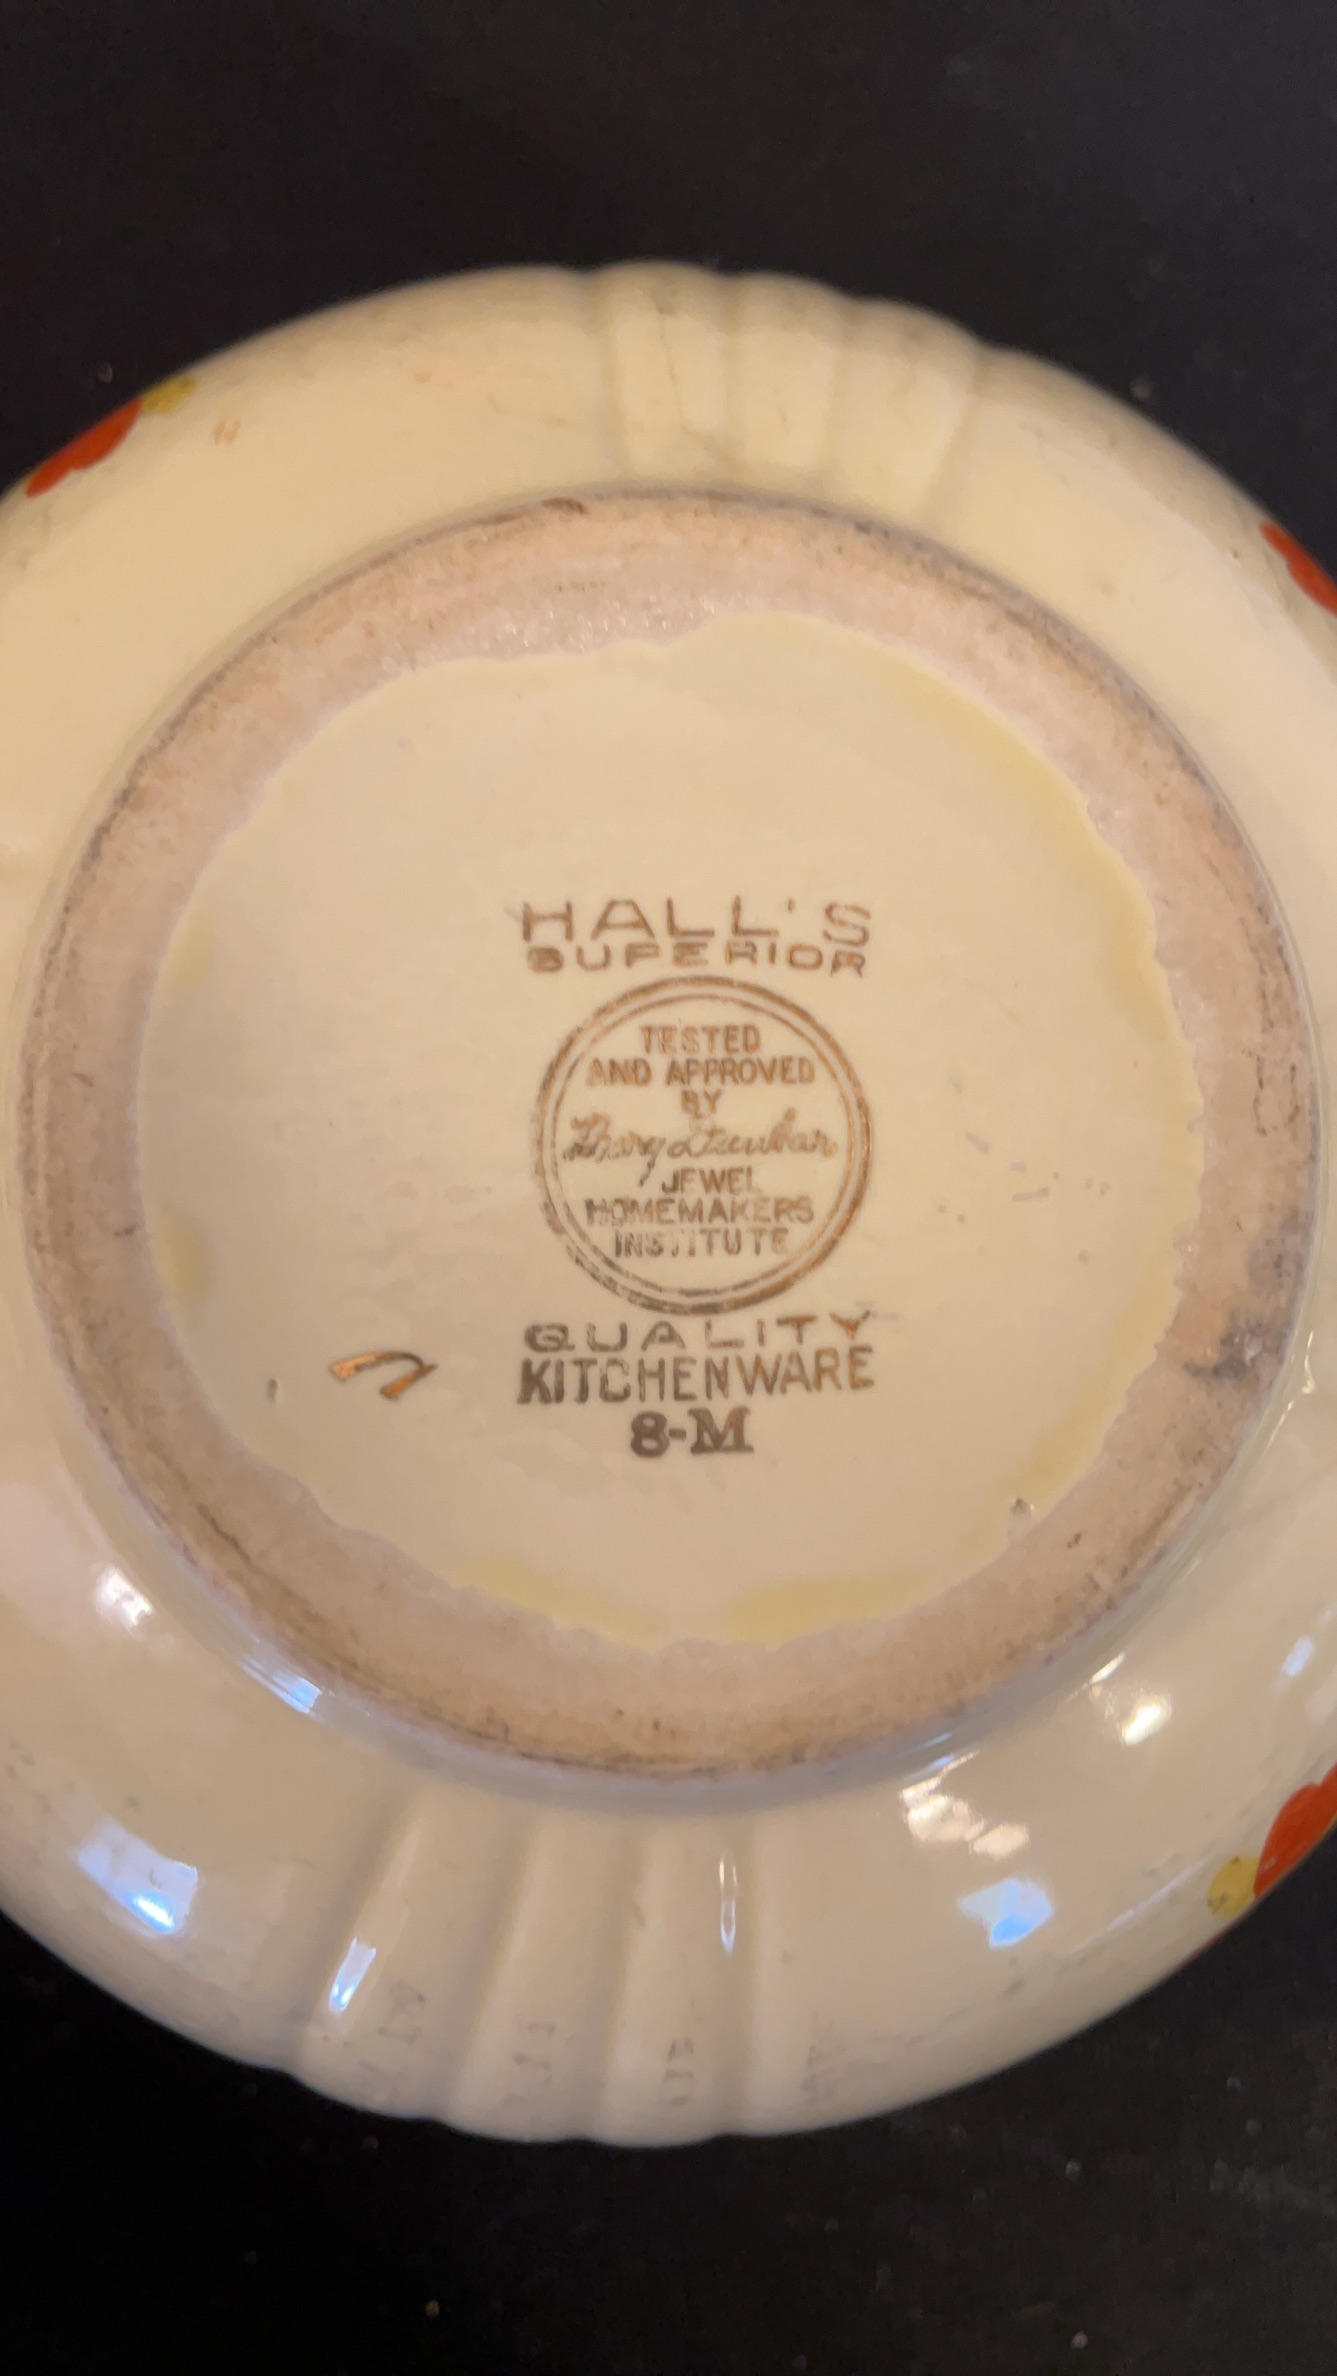 HALL'S
SUPERIOR
TESTED
AND APPROVED
BY
Mary Dunbar
JEWEL
HOMEMAKERS
INSTITUTE
QUALITY
KITCHENWARE
8-M